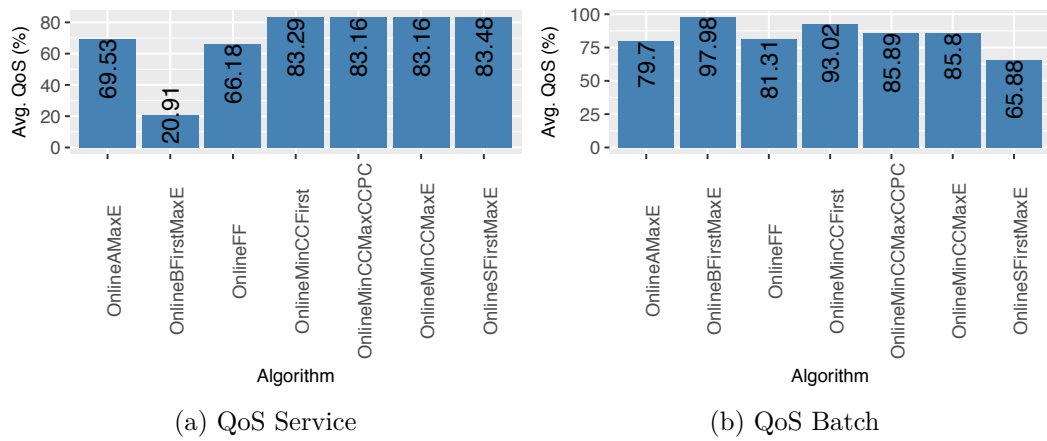 Avg. QoS (%)
80
60
40
20
0
69.53
20.91
66.18
83.29
83.16
83.16
83.48
OnlineAMaxE
OnlineBFirstMaxE
OnlineFF
OnlineMinCCFirst
OnlineMinCCMaxCCPC
OnlineMinCCMaxE
OnlineSFirstMaxE
Algorithm
(a) QoS Service
Avg. QoS (%)
100
75
50
25
0
79.7
97.98
81.31
93.02
85.89
85.8
65.88
OnlineAMaxE
OnlineBFirstMaxE
OnlineFF
OnlineMinCCFirst
OnlineMinCCMaxCCPC
OnlineMinCCMaxE
OnlineSFirstMaxE
Algorithm
(b) QoS Batch